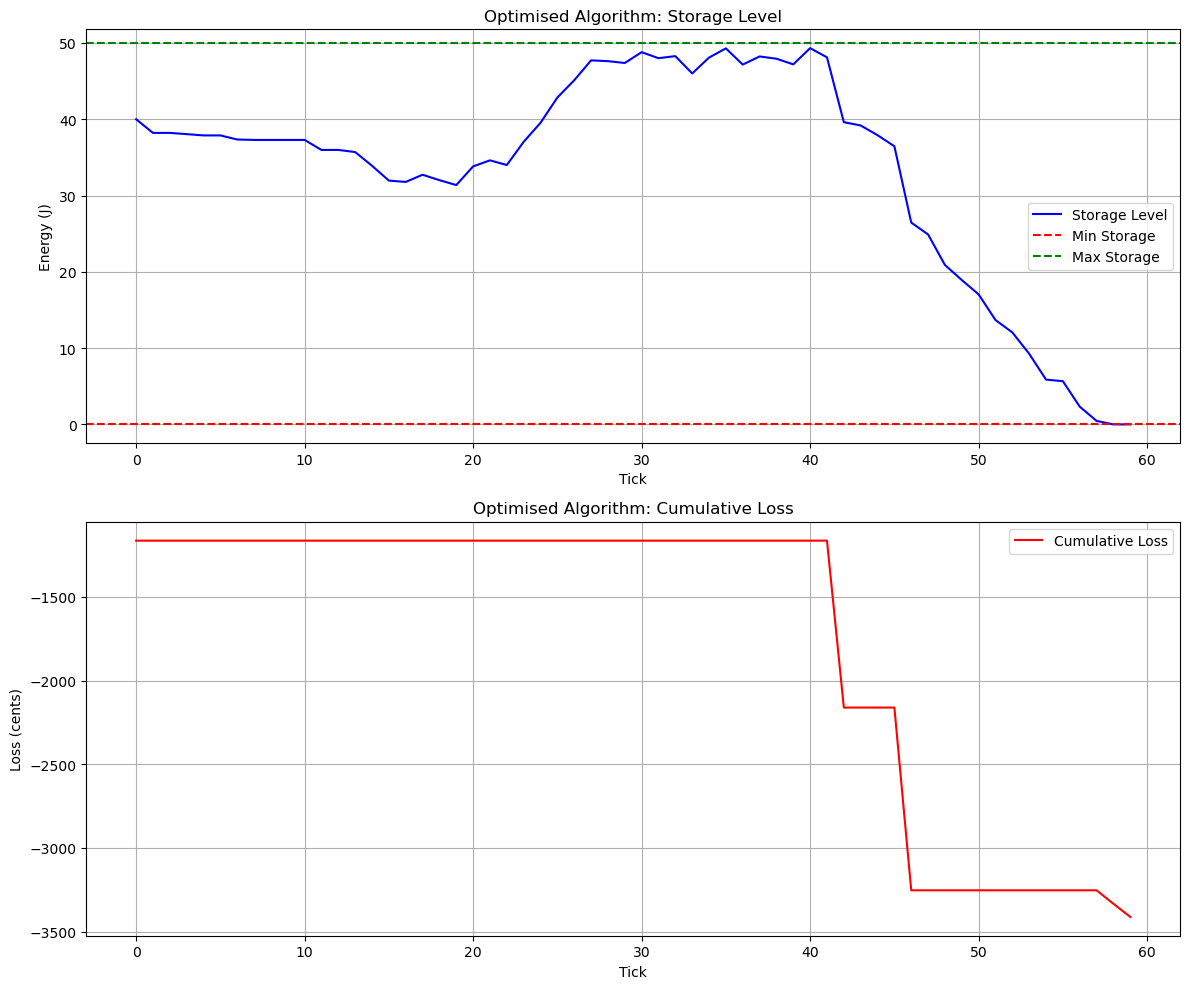 Optimised Algorithm: Storage Level
50
40
30
20
10
0
Energy (J)
Storage Level
Min Storage
Max Storage
0 10 20 30 40 50 60
Tick
Optimised Algorithm: Cumulative Loss
Cumulative Loss
−1500
−2000
−2500
−3000
−3500
Loss (cents)
0 10 20 30 40 50 60
Tick